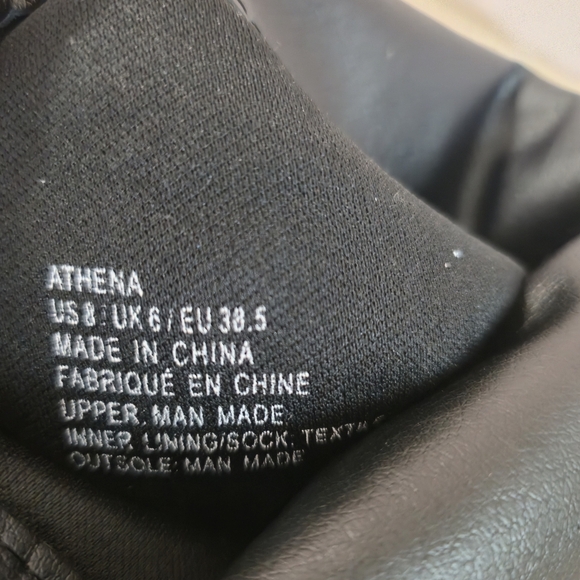 ATHENA
US 8 UK 6 / EU 38.5
MADE IN CHINA
FABRIQUÉ EN CHINE
UPPER: MAN MADE
INNER LINING/SOCK: TEXTILE
OUTSOLE: MAN MADE